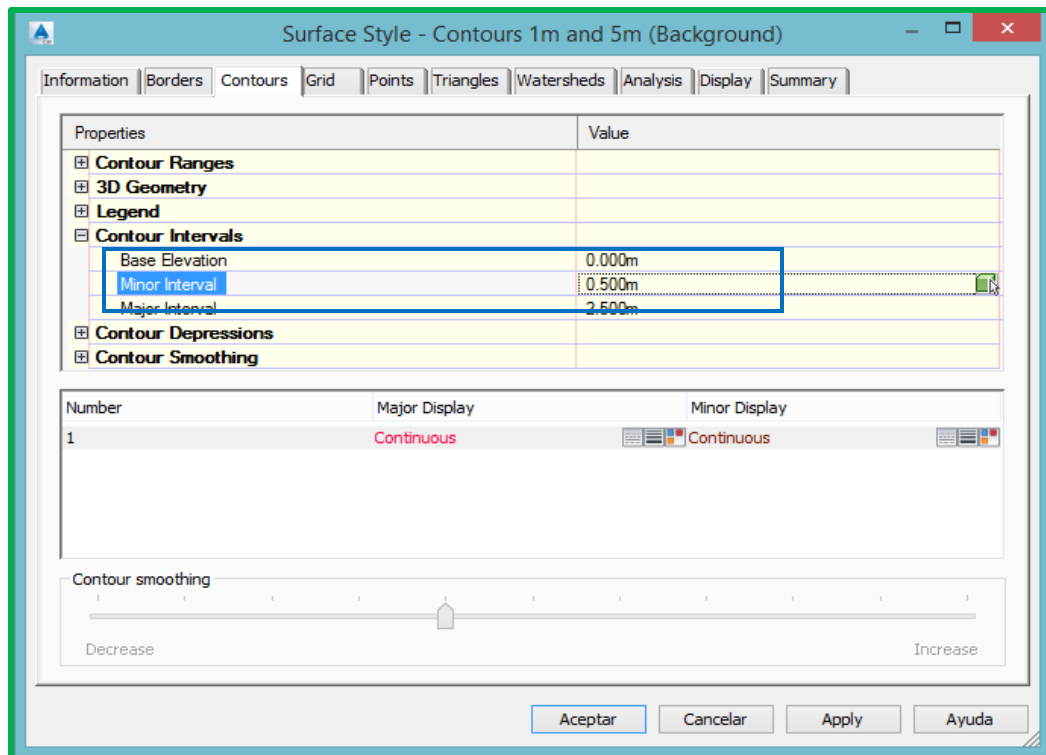 Surface Style - Contours 1m and 5m (Background)
Information Borders Contours Grid Points Triangles Watersheds Analysis Display Summary
Properties Value
Contour Ranges
3D Geometry
Legend
Contour Intervals
Base Elevation 0.000m
Minor Interval 0.500m
Major Interval 2.500m
Contour Depressions
Contour Smoothing
Number Major Display Minor Display
1 Continuous Continuous
Contour smoothing
Decrease Increase
Aceptar Cancelar Apply Ayuda